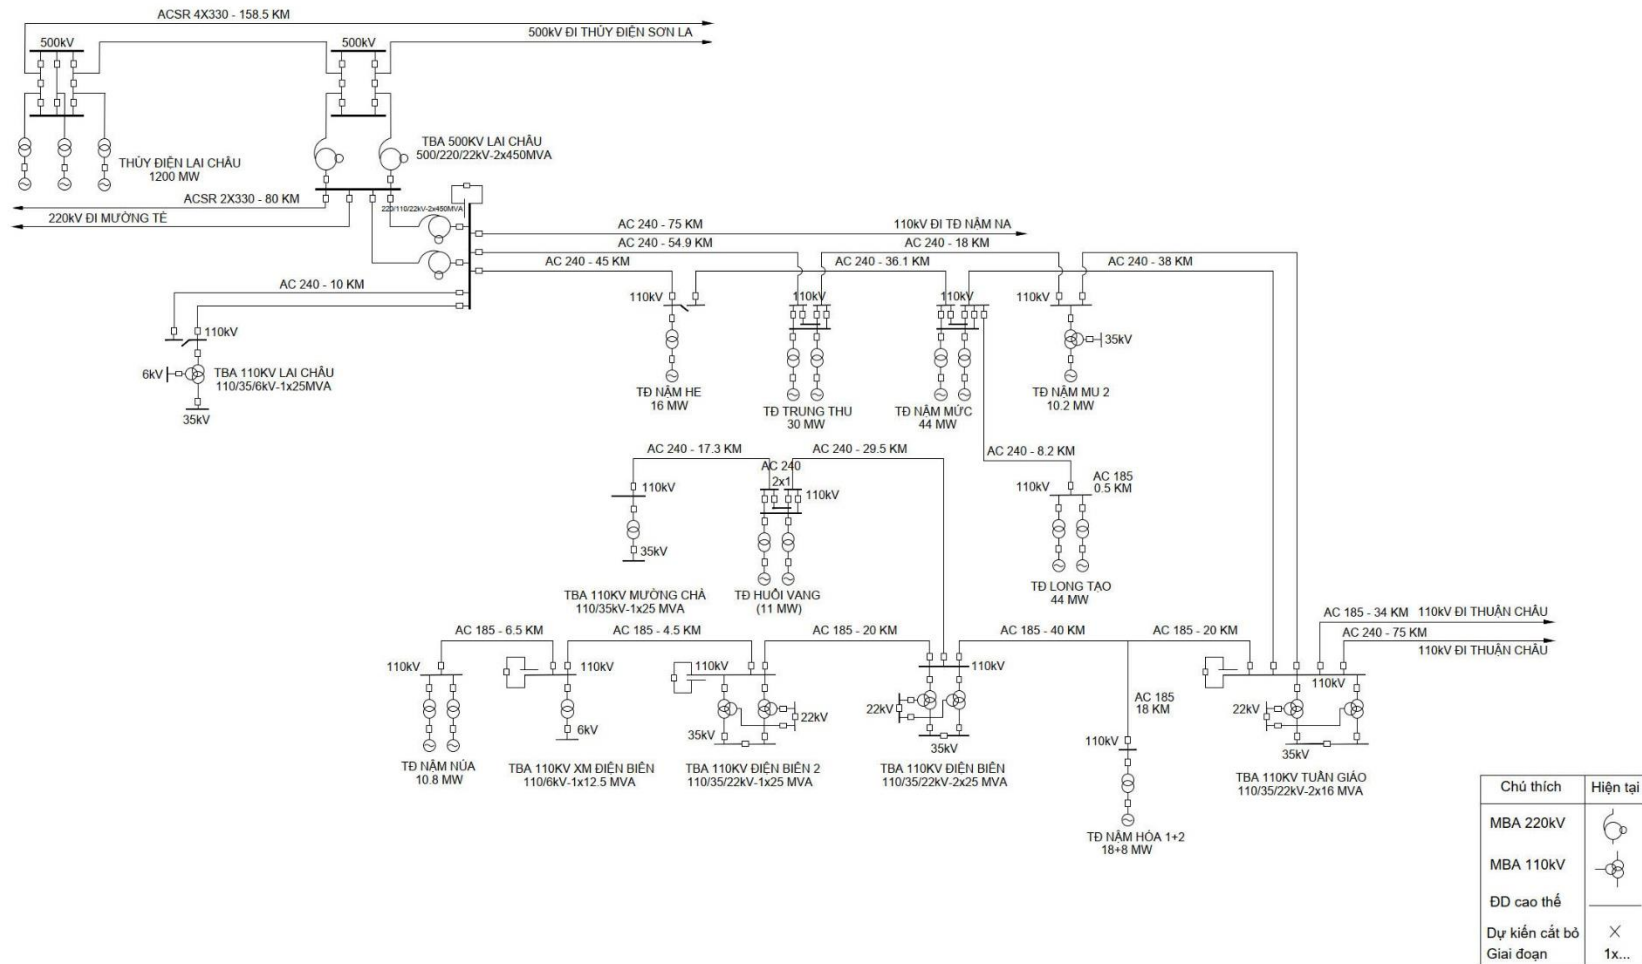 ACSR 4X330 - 158.5 KM
500kV ĐI THỦY ĐIỆN SƠN LA
500kV
500kV
TBA 500KV LAI CHÂU
500/220/22kV-2x450MVA
THỦY ĐIỆN LAI CHÂU
1200 MW
ACSR 2X330 - 80 KM
220kV ĐI MƯỜNG TÈ
220/110/22kV-2x450MVA
AC 240 - 75 KM
110kV ĐI TĐ NẬM NA
AC 240 - 54.9 KM
AC 240 - 18 KM
AC 240 - 45 KM
AC 240 - 36.1 KM
AC 240 - 38 KM
AC 240 - 10 KM
110kV
110kV
110kV
110kV
110kV
35kV
6kV
TBA 110KV LAI CHÂU
110/35/6kV-1x25MVA
35kV
TĐ NẬM HE
16 MW
TĐ TRUNG THU
30 MW
TĐ NẬM MỨC
44 MW
TĐ NẬM MU 2
10.2 MW
AC 240 - 17.3 KM
AC 240 - 29.5 KM
AC 240 - 8.2 KM
AC 240
2x1
AC 185
0.5 KM
110kV
110kV
110kV
35kV
TBA 110KV MƯỜNG CHÀ
110/35kV-1x25 MVA
TĐ HUỔI VANG
(11 MW)
TĐ LONG TẠO
44 MW
AC 185 - 6.5 KM
AC 185 - 4.5 KM
AC 185 - 20 KM
AC 185 - 40 KM
AC 185 - 20 KM
AC 185 - 34 KM
110kV ĐI THUẬN CHÂU
AC 240 - 75 KM
110kV ĐI THUẬN CHÂU
110kV
110kV
110kV
110kV
110kV
AC 185
18 KM
22kV
22kV
22kV
6kV
35kV
35kV
35kV
110kV
TĐ NẬM NÚA
10.8 MW
TBA 110KV XM ĐIỆN BIÊN
110/6kV-1x12.5 MVA
TBA 110KV ĐIỆN BIÊN 2
110/35/22kV-1x25 MVA
TBA 110KV ĐIỆN BIÊN
110/35/22kV-2x25 MVA
TĐ NẬM HÓA 1+2
18+8 MW
TBA 110KV TUẦN GIÁO
110/35/22kV-2x16 MVA
Chú thích
Hiện tại
MBA 220kV
MBA 110kV
ĐD cao thế
Dự kiến cắt bỏ
Giai đoạn
1x...